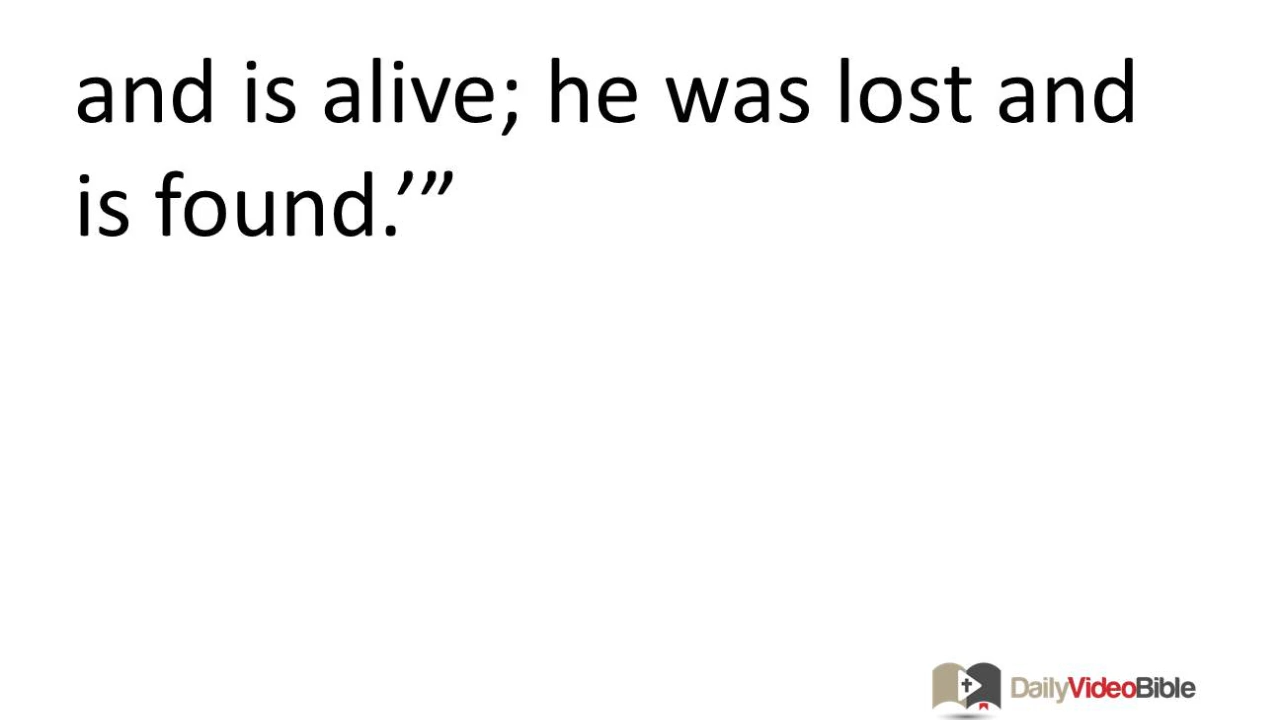 and is alive; he was lost and
is found.’”
DailyVideoBible